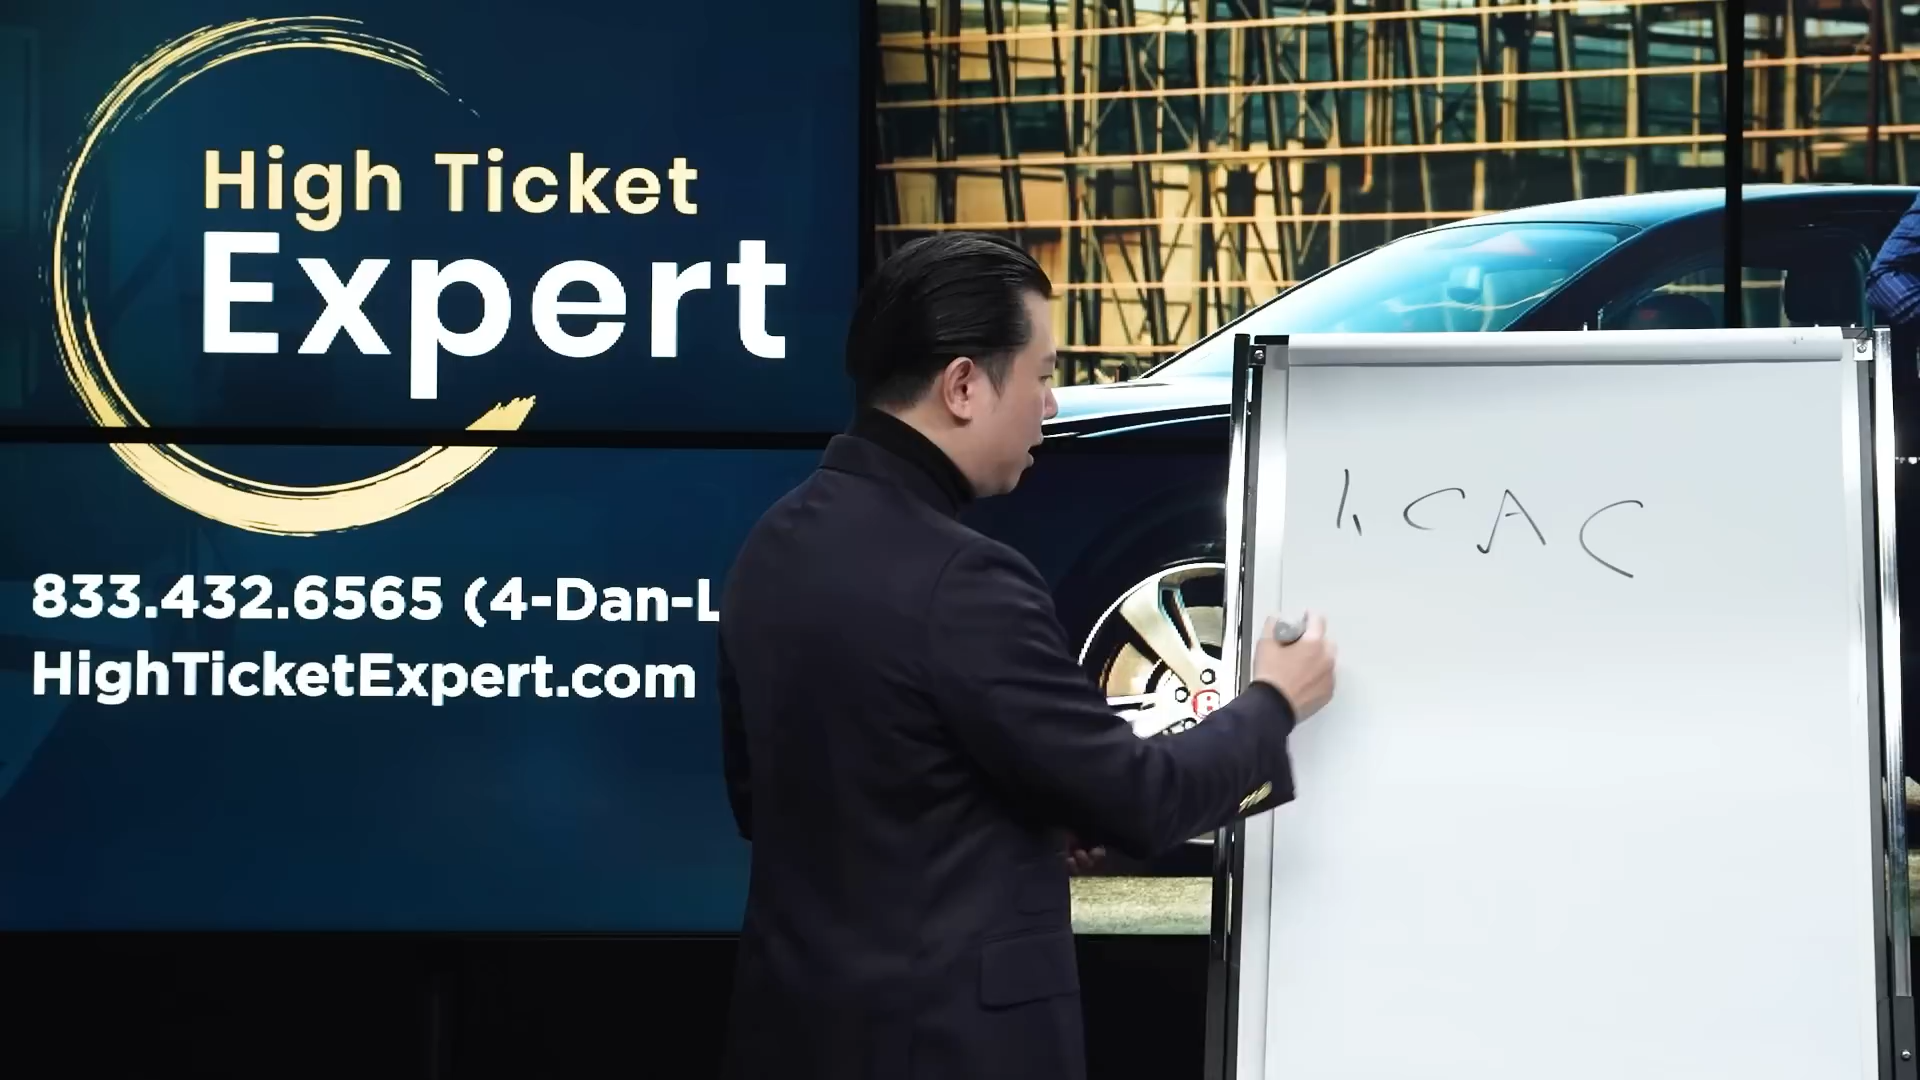 High Ticket
Expert
833.432.6565 (4-Dan-L
HighTicketExpert.com
1. CAC